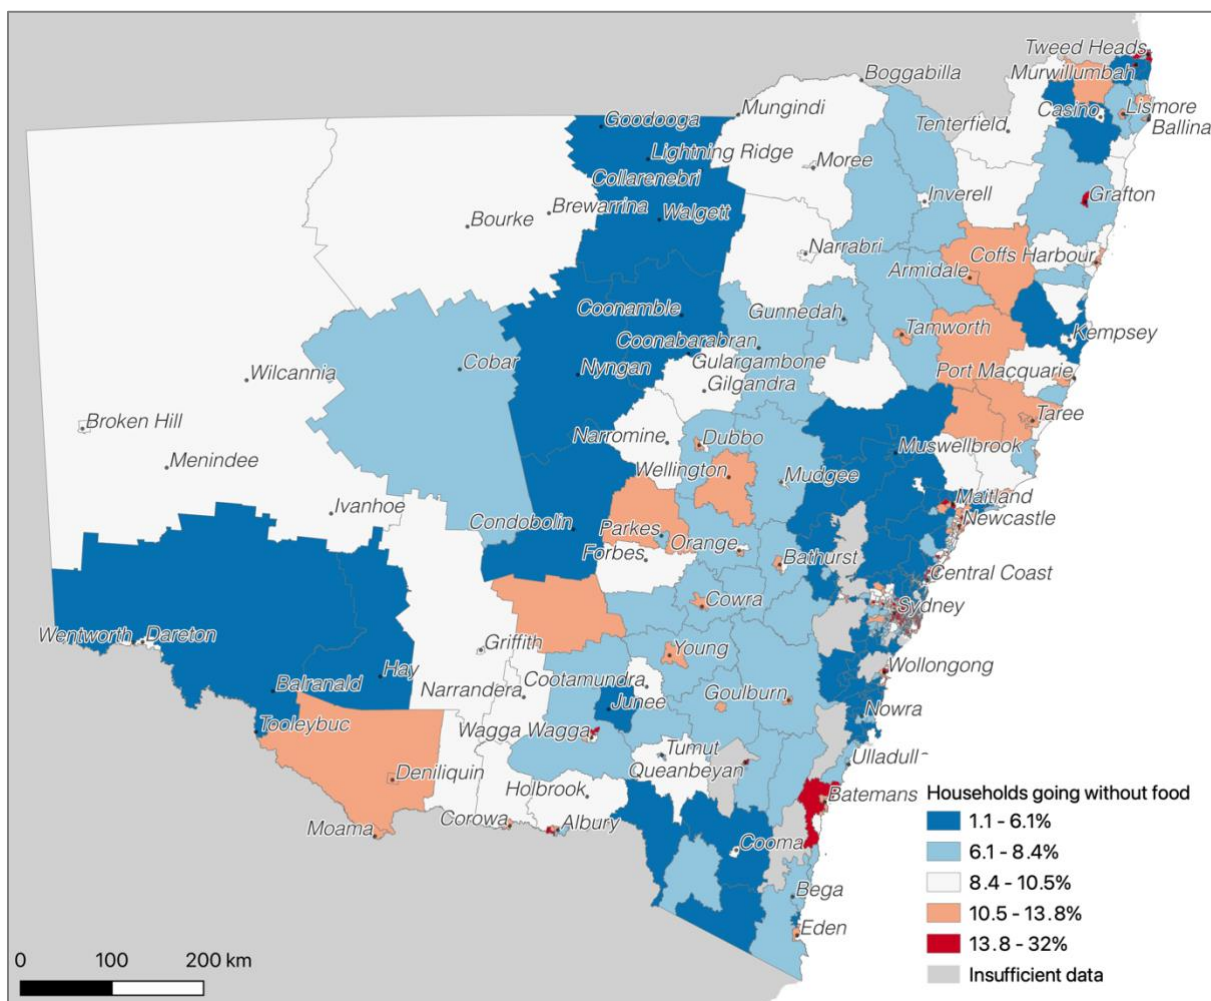 Tweed Heads
Boggabilla
Murwillumbah
Mungindi
Goodooga
Casino
Lismore
Tenterfield
Ballina
Lightning Ridge
Moree
Collarenebri
Inverell
Grafton
Brewarrina
Walgett
Bourke
Narrabri
Coffs Harbour
Armidale
Coonamble
Gunnedah
Tamworth
Kempsey
Coonabarabran
Cobar
Nyngan
Gulargambone
Port Macquarie
Wilcannia
Gilgandra
Broken Hill
Taree
Narromine
Dubbo
Muswellbrook
Menindee
Wellington
Mudgee
Ivanhoe
Maitland
Condobolin
Newcastle
Parkes
Orange
Forbes
Bathurst
Central Coast
Cowra
Sydney
Wentworth
Dareton
Griffith
Young
Wollongong
Hay
Cootamundra
Balranald
Narrandera
Junee
Goulburn
Nowra
Tooleybuc
Wagga Wagga
Tumut
Ulladull
Queanbeyan
Deniliquin
Holbrook
Batemans
Moama
Corowa
Albury
Cooma
Bega
Eden
Households going without food
1.1 - 6.1%
6.1 - 8.4%
8.4 - 10.5%
10.5 - 13.8%
13.8 - 32%
Insufficient data
0 100 200 km